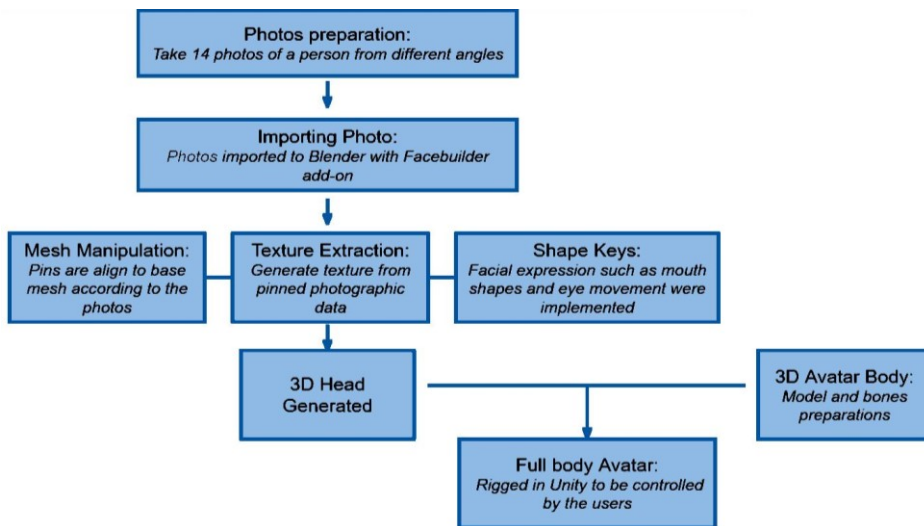 Photos preparation:
Take 14 photos of a person from different angles
Importing Photo:
Photos imported to Blender with Facebuilder
add-on
Mesh Manipulation:
Pins are align to base
mesh according to the
photos
Texture Extraction:
Generate texture from
pinned photographic
data
Shape Keys:
Facial expression such as mouth
shapes and eye movement were
implemented
3D Head
Generated
3D Avatar Body:
Model and bones
preparations
Full body Avatar:
Rigged in Unity to be controlled
by the users